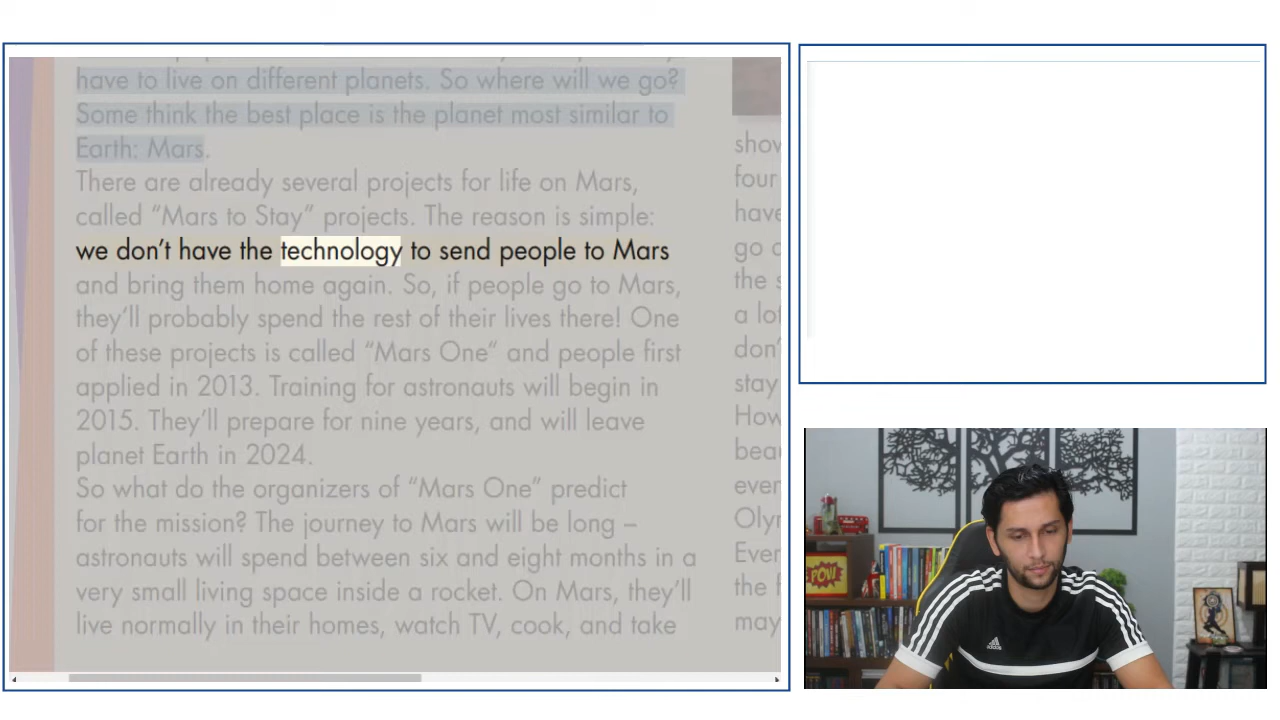 have to live on different planets. So where will we go?
Some think the best place is the planet most similar to
Earth: Mars.
There are already several projects for life on Mars,
called “Mars to Stay” projects. The reason is simple:
we don’t have the technology to send people to Mars
and bring them home again. So, if people go to Mars,
they’ll probably spend the rest of their lives there! One
of these projects is called “Mars One” and people first
applied in 2013. Training for astronauts will begin in
2015. They’ll prepare for nine years, and will leave
planet Earth in 2024.
So what do the organizers of “Mars One” predict
for the mission? The journey to Mars will be long –
astronauts will spend between six and eight months in a
very small living space inside a rocket. On Mars, they’ll
live normally in their homes, watch TV, cook, and take
four
have
go
the
a lot
don’
stay
How
even
Olyn
Ever
the
may
POW!
adidas